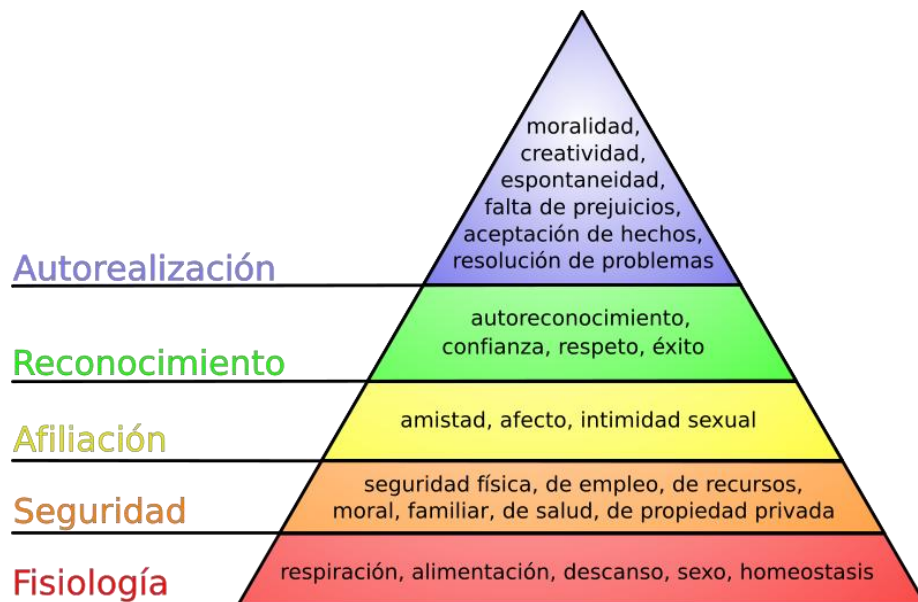 moralidad,
creatividad,
espontaneidad,
falta de prejuicios,
aceptación de hechos,
resolución de problemas
Autorealización
autoreconocimiento,
confianza, respeto, éxito
Reconocimiento
amistad, afecto, intimidad sexual
Afiliación
seguridad física, de empleo, de recursos,
moral, familiar, de salud, de propiedad privada
Seguridad
respiración, alimentación, descanso, sexo, homeostasis
Fisiología